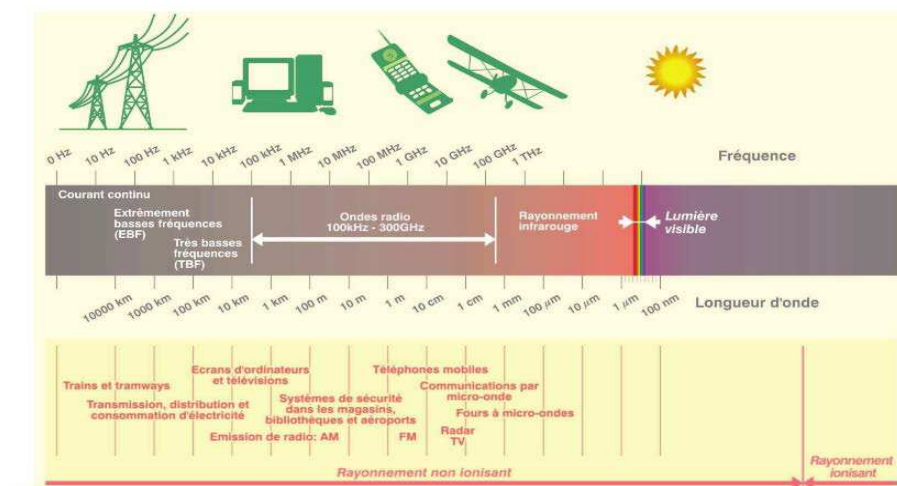 0 Hz 10 Hz 100 Hz 1 kHz 10 kHz 100 kHz 1 MHz 10 MHz 100 MHz 1 GHz 10 GHz 100 GHz 1 THz
Fréquence
Courant continu
Extrêmement
basses fréquences
(EBF)
Très basses
fréquences
(TBF)
Ondes radio
100kHz - 300GHz
Rayonnement
infrarouge
Lumière
visible
10000 km 1000 km 100 km 10 km 1 km 100 m 10 m 1 m 10 cm 1 cm 1 mm 100 µm 10 µm 1 µm 100 nm
Longueur d'onde
Trains et tramways
Transmission, distribution et
consommation d'électricité
Ecrans d'ordinateurs
et télévisions
Systèmes de sécurité
dans les magasins,
bibliothèques et aéroports
Emission de radio: AM
FM
Téléphones mobiles
Communications par
micro-onde
Fours à micro-ondes
Radar
TV
Rayonnement non ionisant
Rayonnement
ionisant